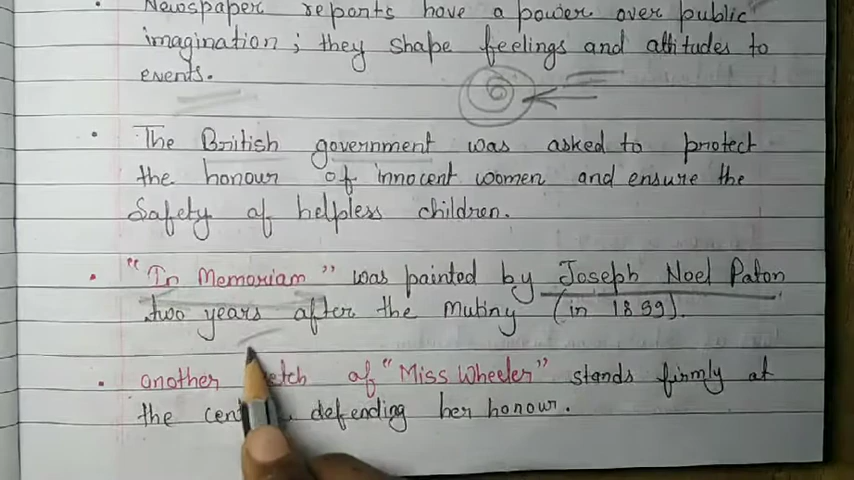 Newspaper reports have a power over public
imagination; they shape feelings and attitudes to
events.
The British government was asked to protect
the honour of innocent women and ensure the
Safety of helpless children.
"In Memoriam" was painted by Joseph Noel Paton
two years after the mutiny (in 1859).
another etch of "Miss Wheeler" stands firmly at
the cent defending her honour.